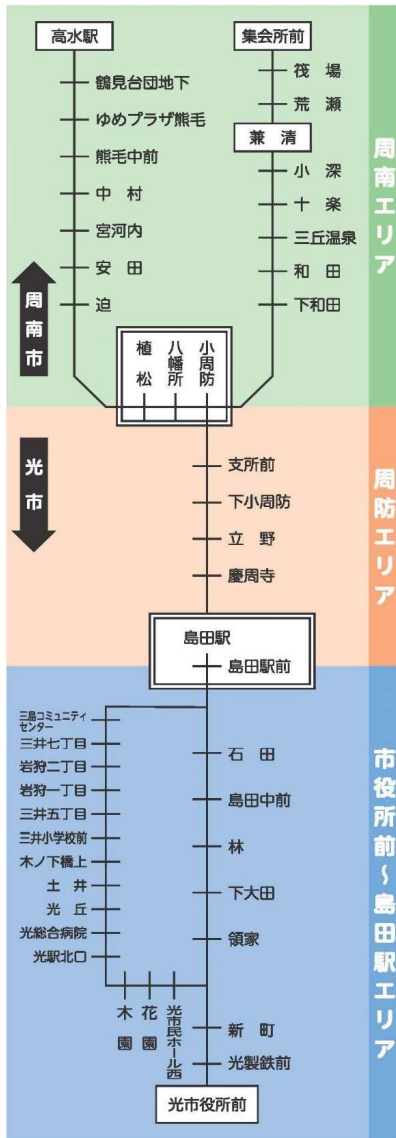 高水駅
鶴見台団地下
ゆめプラザ熊毛
熊毛中前
中村
宮河内
安田
迫
集会所前
筏場
荒瀬
兼清
小深
十楽
三丘温泉
和田
下和田
周南エリア
周南市
植松
八幡所
小周防
光市
支所前
下小周防
立野
慶周寺
周防エリア
島田駅
島田駅前
三島コミュニティ
センター
三井七丁目
岩狩二丁目
岩狩一丁目
三井五丁目
三井小学校前
木ノ下橋上
土井
光丘
光総合病院
光駅北口
木園
花園
光市民ホール西
石田
島田中前
林
下大田
領家
新町
光製鉄前
光市役所前
市役所前～島田駅エリア